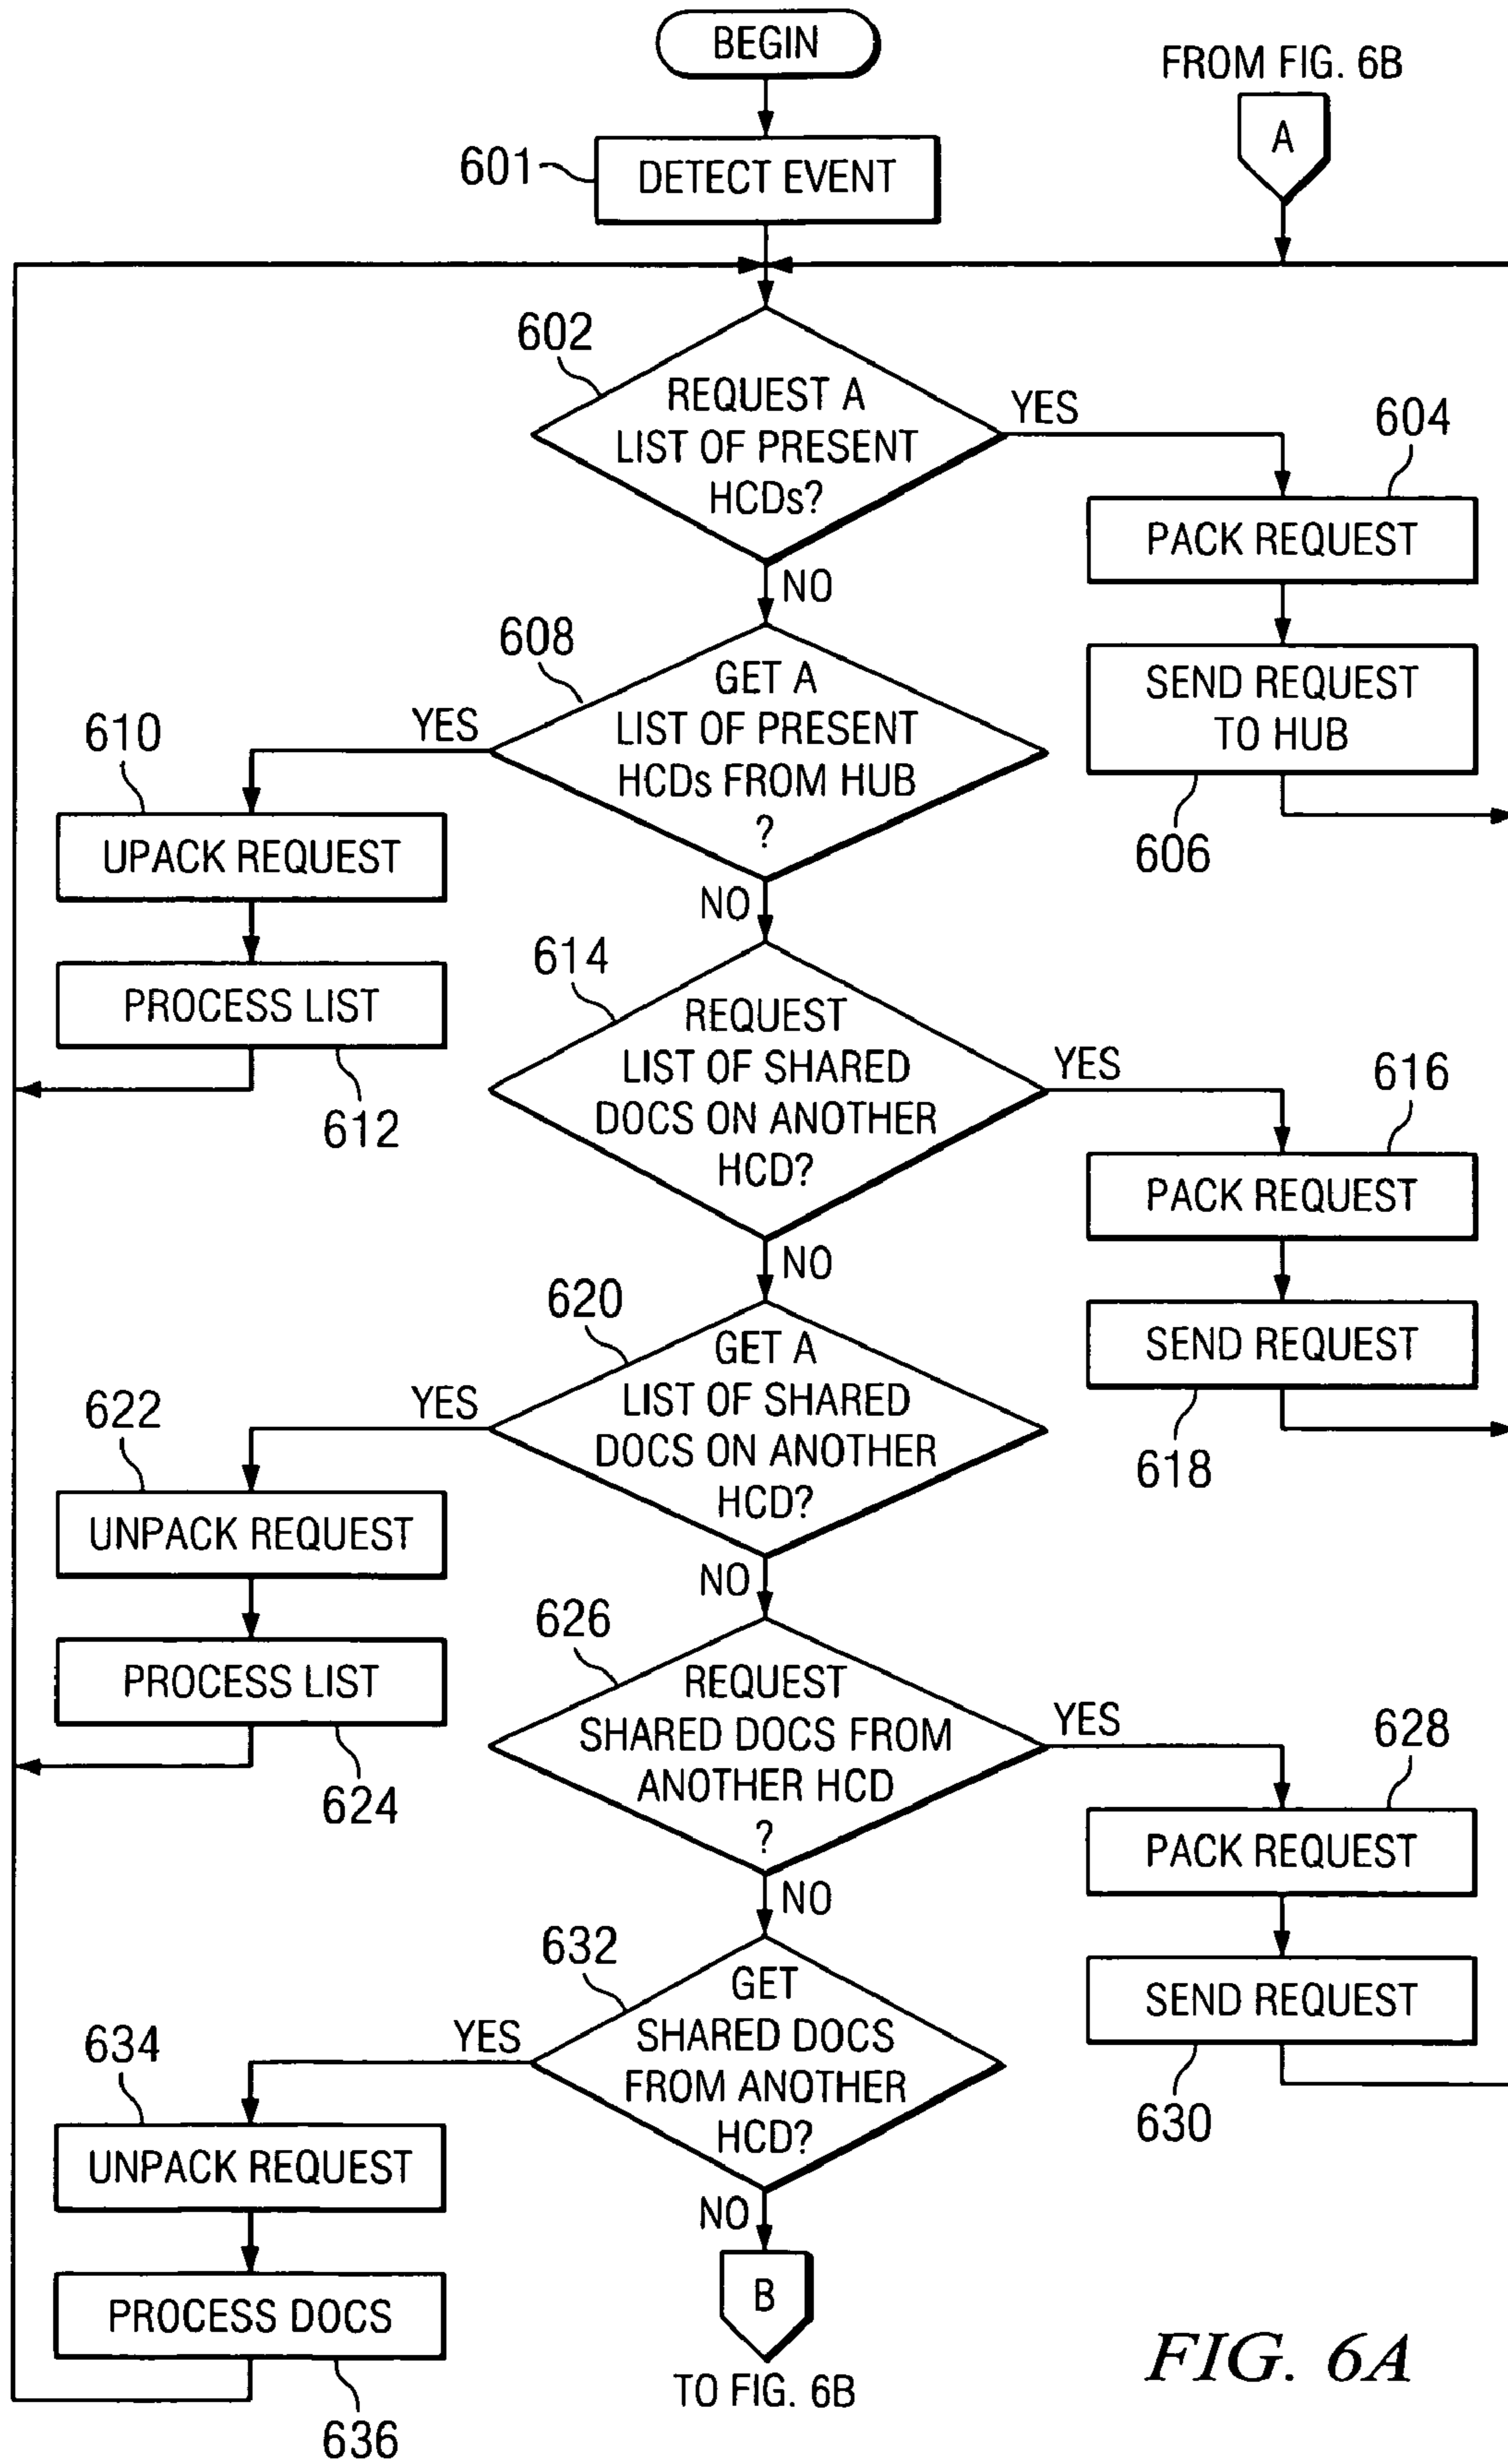 BEGIN
FROM FIG. 6B
A
601
DETECT EVENT
602
REQUEST A
LIST OF PRESENT
HCDs?
YES
604
PACK REQUEST
NO
SEND REQUEST
TO HUB
606
608
GET A
LIST OF PRESENT
HCDs FROM HUB
?
YES
610
UPACK REQUEST
NO
PROCESS LIST
612
614
REQUEST
LIST OF SHARED
DOCS ON ANOTHER
HCD?
YES
616
PACK REQUEST
NO
SEND REQUEST
618
620
GET A
LIST OF SHARED
DOCS ON ANOTHER
HCD?
YES
622
UNPACK REQUEST
NO
PROCESS LIST
624
626
REQUEST
SHARED DOCS FROM
ANOTHER HCD
?
YES
628
PACK REQUEST
NO
SEND REQUEST
630
632
GET
SHARED DOCS
FROM ANOTHER
HCD?
YES
634
UNPACK REQUEST
NO
PROCESS DOCS
636
B
TO FIG. 6B
FIG. 6A